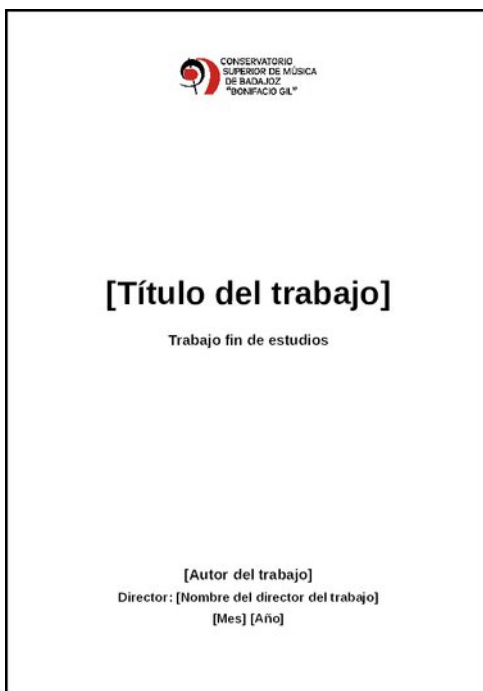 CONSERVATORIO
SUPERIOR DE MÚSICA
DE BADAJOZ
"BONIFACIO GIL"
[Título del trabajo]
Trabajo fin de estudios
[Autor del trabajo]
Director: [Nombre del director del trabajo]
[Mes] [Año]